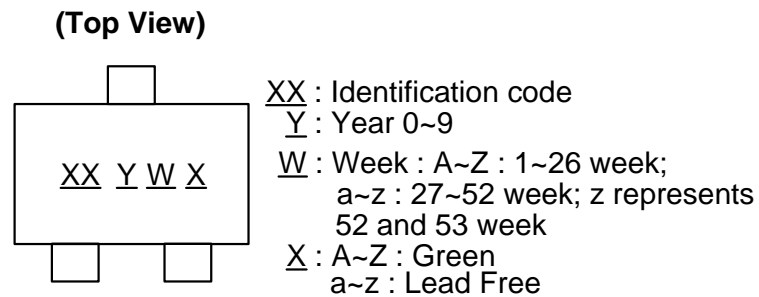 (Top View)
XX Y W X
XX : Identification code
Y : Year 0~9
W : Week : A~Z : 1~26 week;
a~z : 27~52 week; z represents
52 and 53 week
X : A~Z : Green
a~z : Lead Free